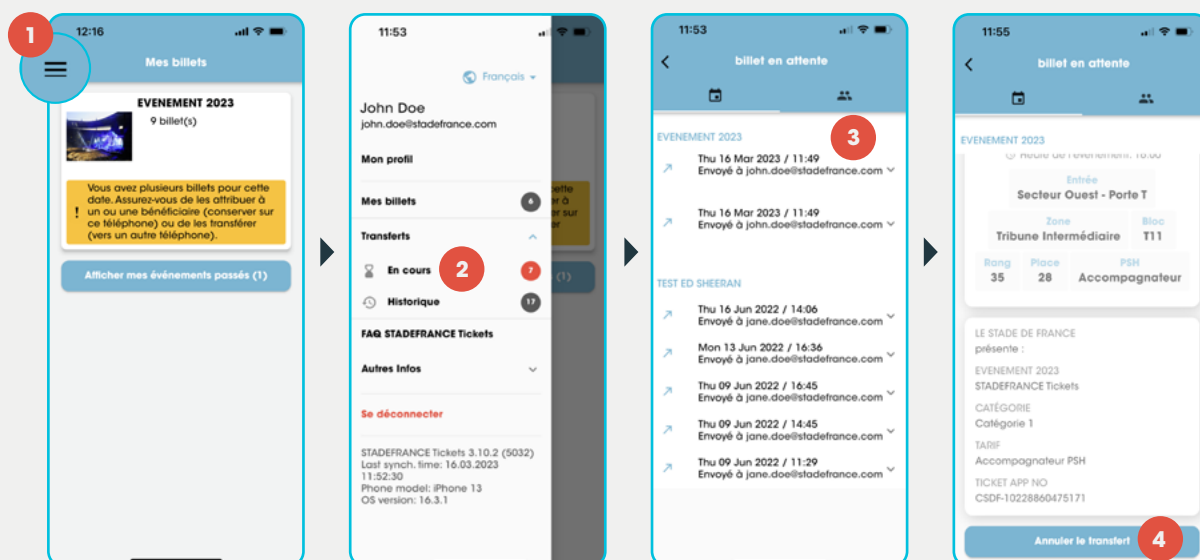 1
12:16
Mes billets
EVENEMENT 2023
9 billet(s)
Vous avez plusieurs billets pour cette
date. Assurez-vous de les attribuer à
! un ou une bénéficiaire (conserver sur
ce téléphone) ou de les transférer
(vers un autre téléphone).
Afficher mes événements passés (1)
11:53
Français
John Doe
john.doe@stadefrance.com
Mon profil
Mes billets 6
Transferts
En cours 2 7
Historique 17
FAQ STADEFRANCE Tickets
Autres Infos
Se déconnecter
STADEFRANCE Tickets 3.10.2 (5032)
Last synch. time: 16.03.2023
11:52:30
Phone model: iPhone 13
OS version: 16.3.1
(1)
11:53
billet en attente
EVENEMENT 2023
3
Thu 16 Mar 2023 / 11:49
Envoyé à john.doe@stadefrance.com
Thu 16 Mar 2023 / 11:49
Envoyé à john.doe@stadefrance.com
TEST ED SHEERAN
Thu 16 Jun 2022 / 14:06
Envoyé à jane.doe@stadefrance.com
Mon 13 Jun 2022 / 16:36
Envoyé à jane.doe@stadefrance.com
Thu 09 Jun 2022 / 16:45
Envoyé à jane.doe@stadefrance.com
Thu 09 Jun 2022 / 14:45
Envoyé à jane.doe@stadefrance.com
Thu 09 Jun 2022 / 11:29
Envoyé à jane.doe@stadefrance.com
11:55
billet en attente
EVENEMENT 2023
Heure de l'évènement: 16:00
Entrée
Secteur Ouest - Porte T
Zone Bloc
Tribune Intermédiaire T11
Rang Place PSH
35 28 Accompagnateur
LE STADE DE FRANCE
présente :
EVENEMENT 2023
STADEFRANCE Tickets
CATÉGORIE
Catégorie 1
TARIF
Accompagnateur PSH
TICKET APP NO
CSDF-10228860475171
Annuler le transfert 4